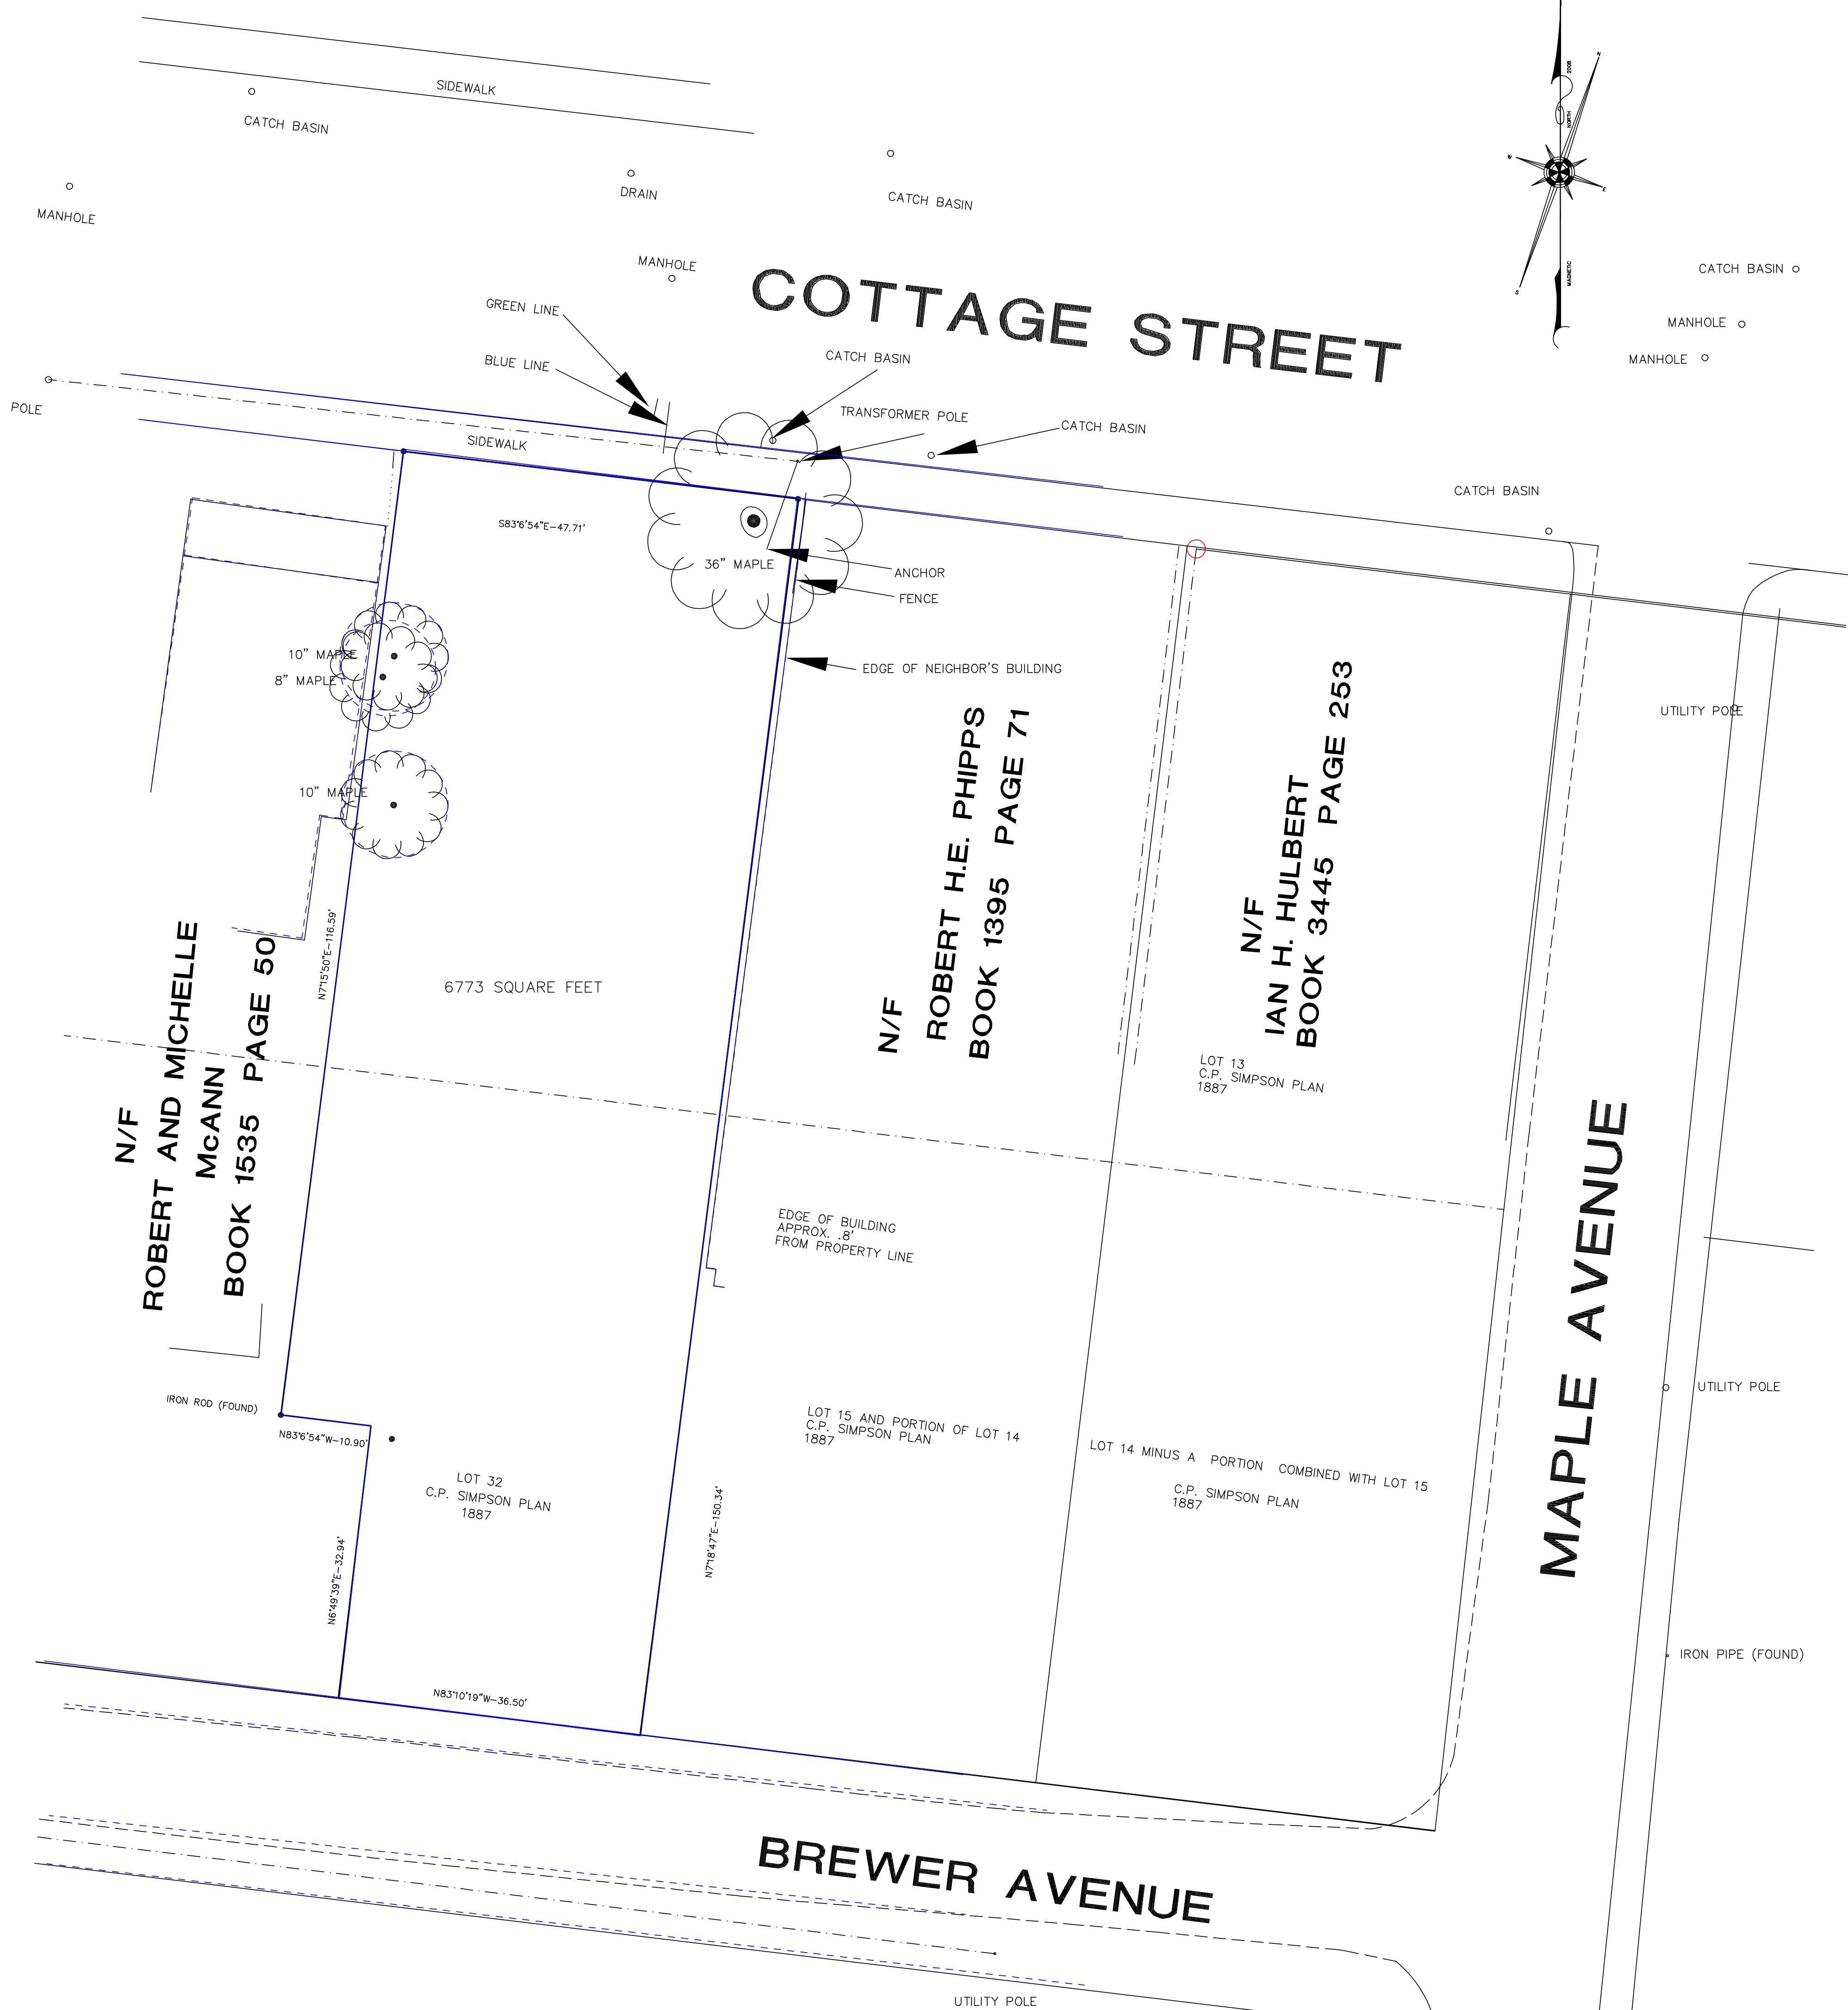 SIDEWALK
CATCH BASIN
MANHOLE
DRAIN
CATCH BASIN
MANHOLE
COTTAGE STREET
N
2008
NORTH
W
E
MAGNETIC
S
CATCH BASIN
MANHOLE
MANHOLE
GREEN LINE
BLUE LINE
CATCH BASIN
TRANSFORMER POLE
CATCH BASIN
POLE
SIDEWALK
CATCH BASIN
S83°6'54"E-47.71'
36" MAPLE
ANCHOR
FENCE
EDGE OF NEIGHBOR'S BUILDING
10" MAPLE
8" MAPLE
10" MAPLE
UTILITY POLE
N7°15'50"E-116.59'
6773 SQUARE FEET
N/F
ROBERT H.E. PHIPPS
BOOK 1395 PAGE 71
N/F
IAN H. HULBERT
BOOK 3445 PAGE 253
LOT 13
C.P. SIMPSON PLAN
1887
N/F
ROBERT AND MICHELLE
McANN
BOOK 1535 PAGE 50
EDGE OF BUILDING
APPROX. .8'
FROM PROPERTY LINE
MAPLE AVENUE
UTILITY POLE
IRON ROD (FOUND)
N83°6'54"W-10.90'
LOT 32
C.P. SIMPSON PLAN
1887
N6°49'39"E-32.94'
N7°18'47"E-150.34'
LOT 15 AND PORTION OF LOT 14
C.P. SIMPSON PLAN
1887
LOT 14 MINUS A PORTION COMBINED WITH LOT 15
C.P. SIMPSON PLAN
1887
IRON PIPE (FOUND)
N83°10'19"W-36.50'
BREWER AVENUE
UTILITY POLE